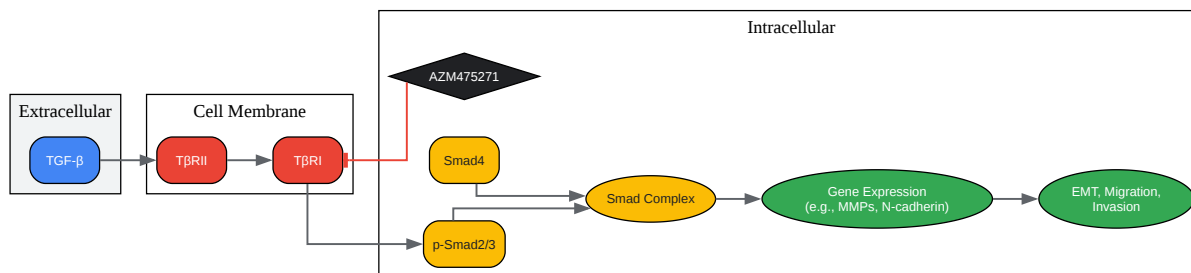 Intracellular
AZM475271
Extracellular
Cell Membrane
TGF-β
TβRII
TβRI
Smad4
Smad Complex
Gene Expression
(e.g., MMPs, N-cadherin)
EMT, Migration,
Invasion
p-Smad2/3